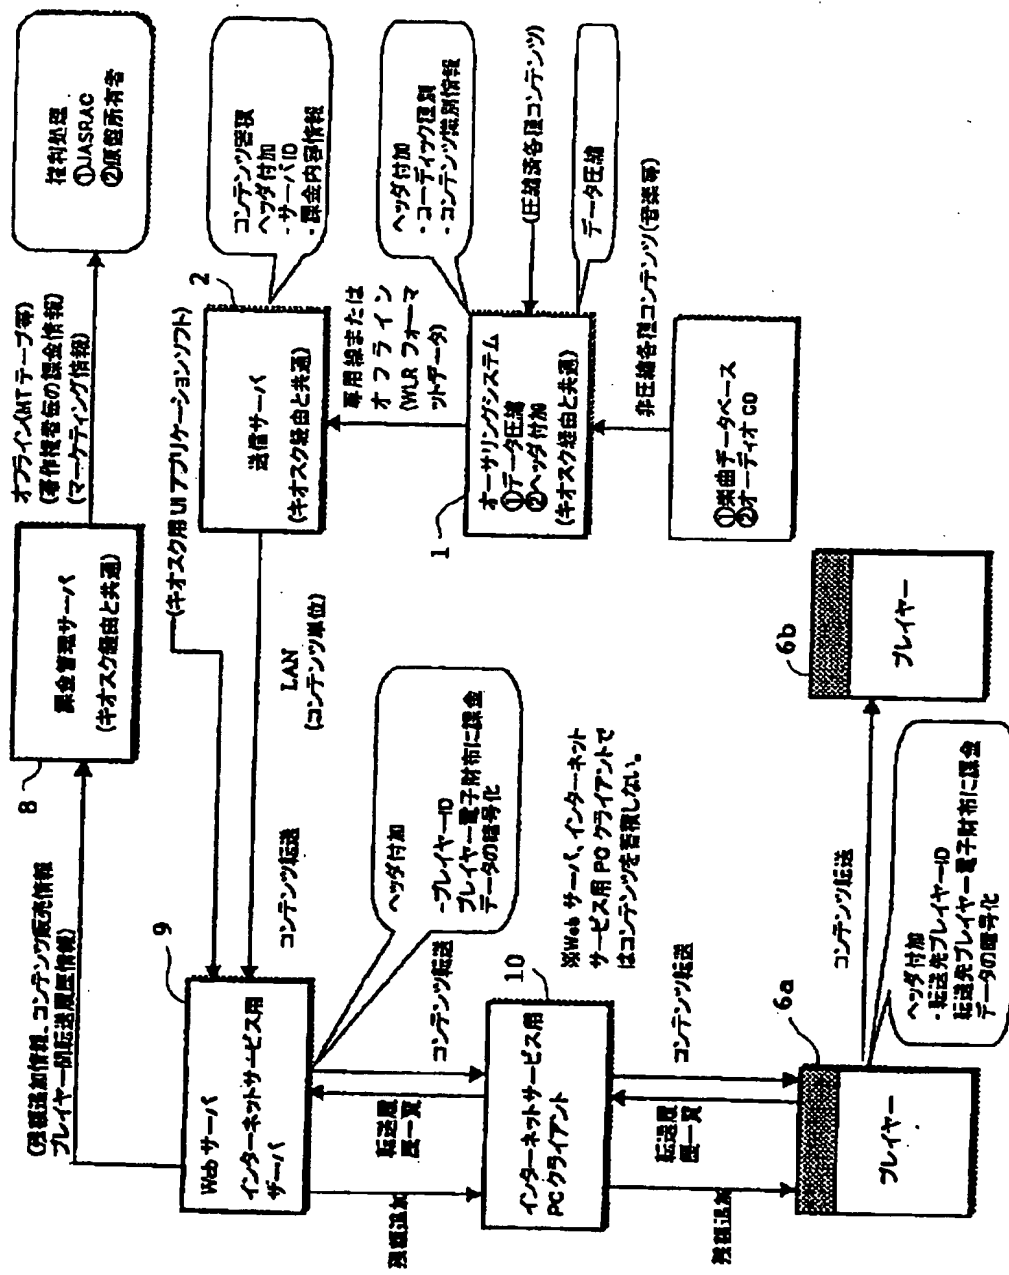 (残額追加情報、コンテンツ販売情報
プレイヤー間転送履歴情報)
8
課金管理サーバ
(キオスク経由と共通)
オフライン(MTテープ等)
(著作権者毎の課金情報)
(マーケティング情報)
権利処理
①JASRAC
②原盤所有者
9
Web サーバ
インターネットサービス用
サーバ
(キオスク用 UI アプリケーションソフト)
コンテンツ転送
LAN
(コンテンツ単位)
2
送信サーバ
(キオスク経由と共通)
コンテンツ蓄積
ヘッダ付加
・サーバID
・課金内容情報
ヘッダ付加
-プレイヤーID
プレイヤー電子財布に課金
データの暗号化
専用線または
オフライン
(WLR フォーマ
ットデータ)
ヘッダ付加
・コーディック種別
・コンテンツ識別情報
残額追加
転送履
歴一覧
コンテンツ転送
10
インターネットサービス用
PC クライアント
※Web サーバ、インターネット
サービス用 PC クライアントで
はコンテンツを蓄積しない。
1
オーサリングシステム
①データ圧縮
②ヘッダ付加
(キオスク経由と共通)
(圧縮済各種コンテンツ)
データ圧縮
残額追加
転送履
歴一覧
コンテンツ転送
非圧縮各種コンテンツ(音楽等)
①楽曲データベース
②オーディオ CD
6a
プレイヤー
コンテンツ転送
ヘッダ付加
・転送先プレイヤーID
転送先プレイヤー電子財布に課金
データの暗号化
6b
プレイヤー